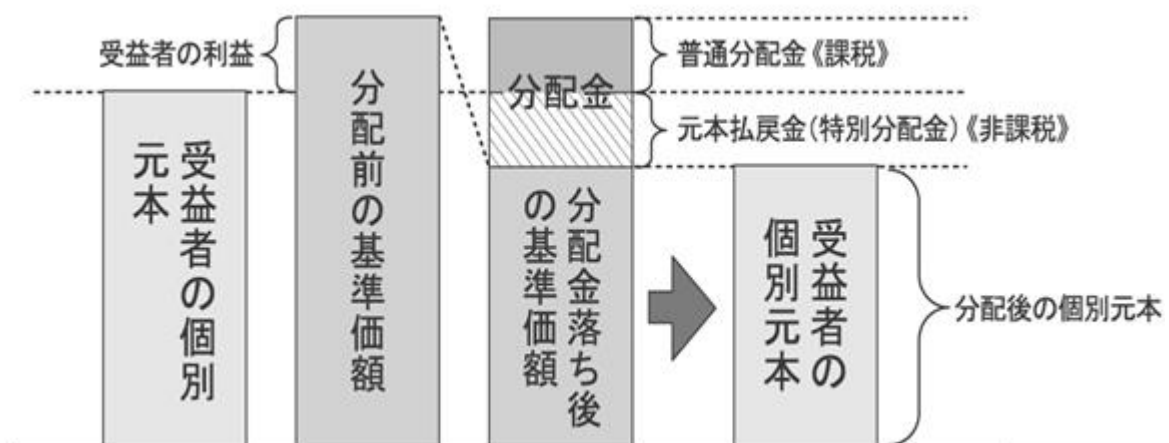 受益者の利益
受益者の個別
元本
分配前の基準価額
分配金
分配金落ち後
の基準価額
普通分配金《課税》
元本払戻金(特別分配金)《非課税》
受益者の
個別元本
分配後の個別元本